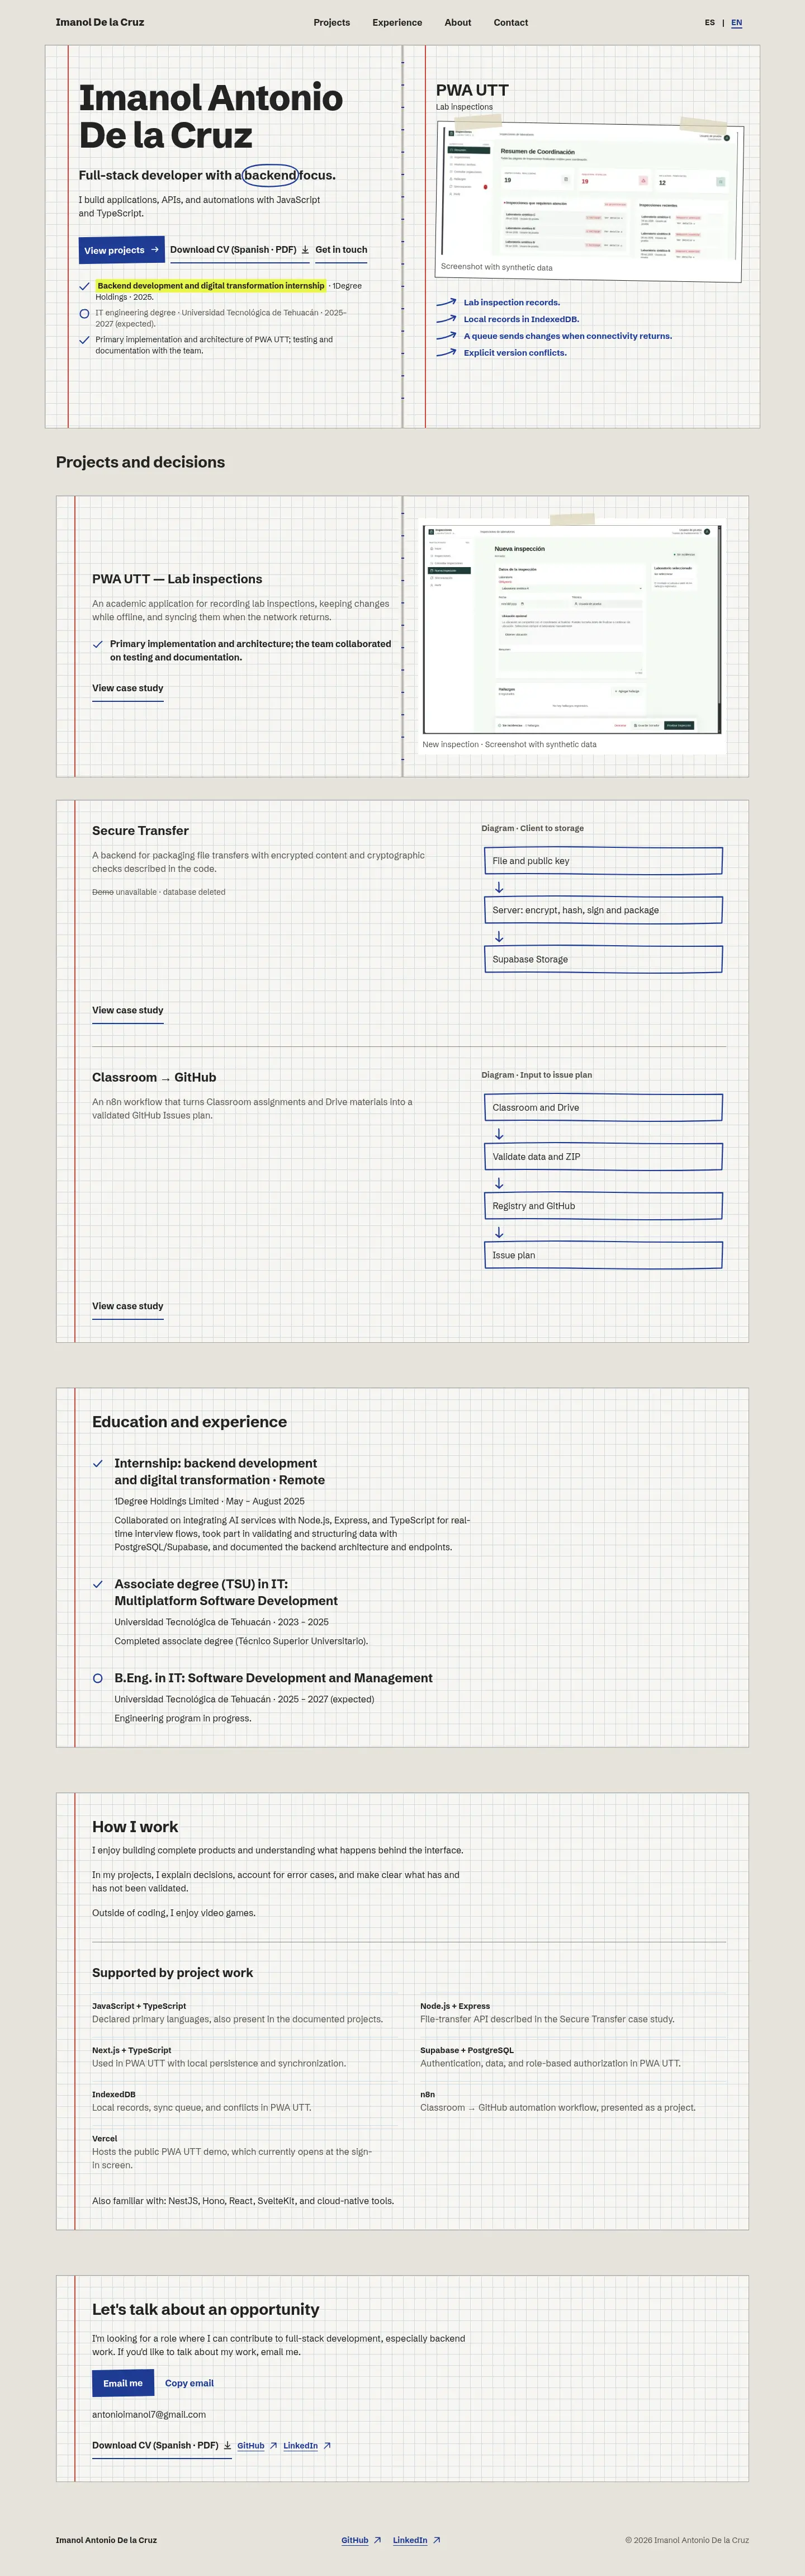 Imanol De la Cruz
Projects
Experience
About
Contact
ES | EN
Imanol Antonio
De la Cruz
Full-stack developer with a backend focus.
I build applications, APIs, and automations with JavaScript
and TypeScript.
View projects →
Download CV (Spanish · PDF)
Get in touch
Backend development and digital transformation internship · 1Degree
Holdings · 2025.
IT engineering degree · Universidad Tecnológica de Tehuacán · 2025–
2027 (expected).
Primary implementation and architecture of PWA UTT; testing and
documentation with the team.
PWA UTT
Lab inspections
Resumen de Coordinación
19
19
12
Screenshot with synthetic data
Lab inspection records.
Local records in IndexedDB.
A queue sends changes when connectivity returns.
Explicit version conflicts.
Projects and decisions
PWA UTT — Lab inspections
An academic application for recording lab inspections, keeping changes
while offline, and syncing them when the network returns.
Primary implementation and architecture; the team collaborated
on testing and documentation.
View case study
Nueva inspección
Datos de la inspección
Laboratorio seleccionado
Hallazgos
New inspection · Screenshot with synthetic data
Secure Transfer
A backend for packaging file transfers with encrypted content and cryptographic
checks described in the code.
Demo unavailable · database deleted
View case study
Diagram · Client to storage
File and public key
Server: encrypt, hash, sign and package
Supabase Storage
Classroom → GitHub
An n8n workflow that turns Classroom assignments and Drive materials into a
validated GitHub Issues plan.
View case study
Diagram · Input to issue plan
Classroom and Drive
Validate data and ZIP
Registry and GitHub
Issue plan
Education and experience
Internship: backend development
and digital transformation · Remote
1Degree Holdings Limited · May – August 2025
Collaborated on integrating AI services with Node.js, Express, and TypeScript for real-
time interview flows, took part in validating and structuring data with
PostgreSQL/Supabase, and documented the backend architecture and endpoints.
Associate degree (TSU) in IT:
Multiplatform Software Development
Universidad Tecnológica de Tehuacán · 2023 – 2025
Completed associate degree (Técnico Superior Universitario).
B.Eng. in IT: Software Development and Management
Universidad Tecnológica de Tehuacán · 2025 – 2027 (expected)
Engineering program in progress.
How I work
I enjoy building complete products and understanding what happens behind the interface.
In my projects, I explain decisions, account for error cases, and make clear what has and
has not been validated.
Outside of coding, I enjoy video games.
Supported by project work
JavaScript + TypeScript
Declared primary languages, also present in the documented projects.
Node.js + Express
File-transfer API described in the Secure Transfer case study.
Next.js + TypeScript
Used in PWA UTT with local persistence and synchronization.
Supabase + PostgreSQL
Authentication, data, and role-based authorization in PWA UTT.
IndexedDB
Local records, sync queue, and conflicts in PWA UTT.
n8n
Classroom → GitHub automation workflow, presented as a project.
Vercel
Hosts the public PWA UTT demo, which currently opens at the sign-
in screen.
Also familiar with: NestJS, Hono, React, SvelteKit, and cloud-native tools.
Let's talk about an opportunity
I'm looking for a role where I can contribute to full-stack development, especially backend
work. If you'd like to talk about my work, email me.
Email me
Copy email
antonioimanol7@gmail.com
Download CV (Spanish · PDF)
GitHub
LinkedIn
Imanol Antonio De la Cruz
GitHub
LinkedIn
© 2026 Imanol Antonio De la Cruz